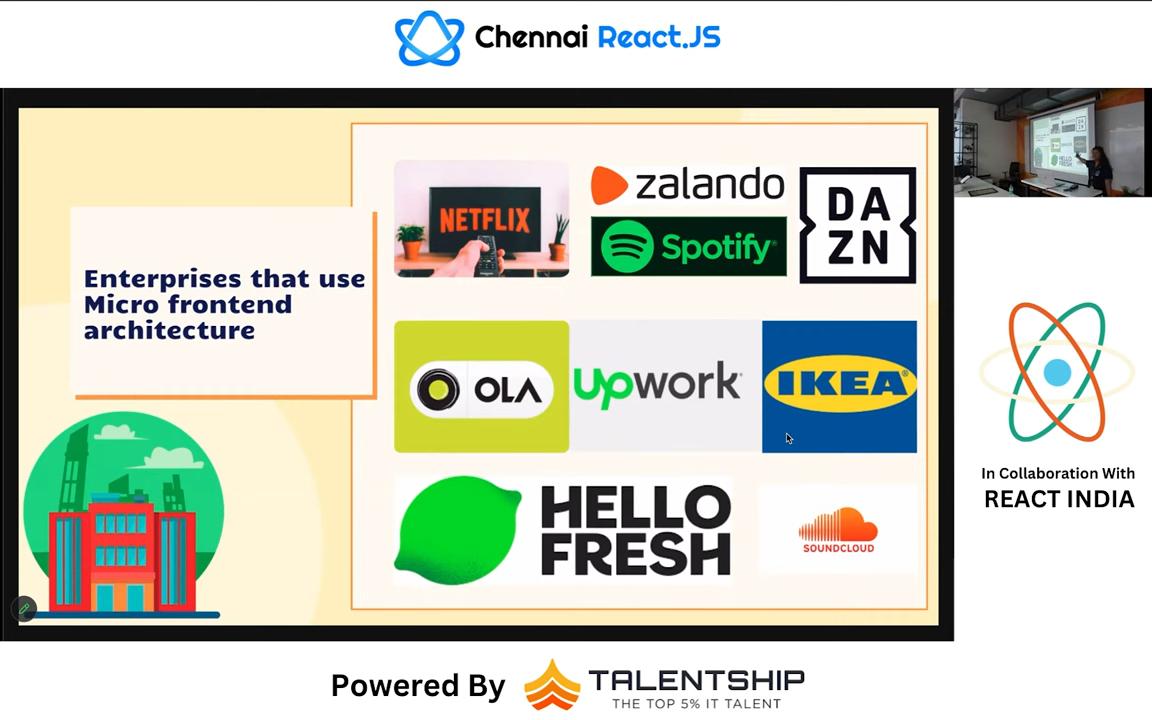 Chennai React.JS
Enterprises that use
Micro frontend
architecture
NETFLIX
zalando
Spotify®
DA
ZN
OLA
Upwork
IKEA®
HELLO
FRESH
SOUNDCLOUD
In Collaboration With
REACT INDIA
Powered By
TALENTSHIP
THE TOP 5% IT TALENT